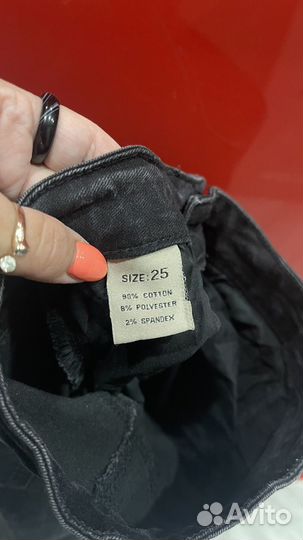 SIZE:25
90% COTTON
8% POLYESTER
2% SPANDEX
Avito